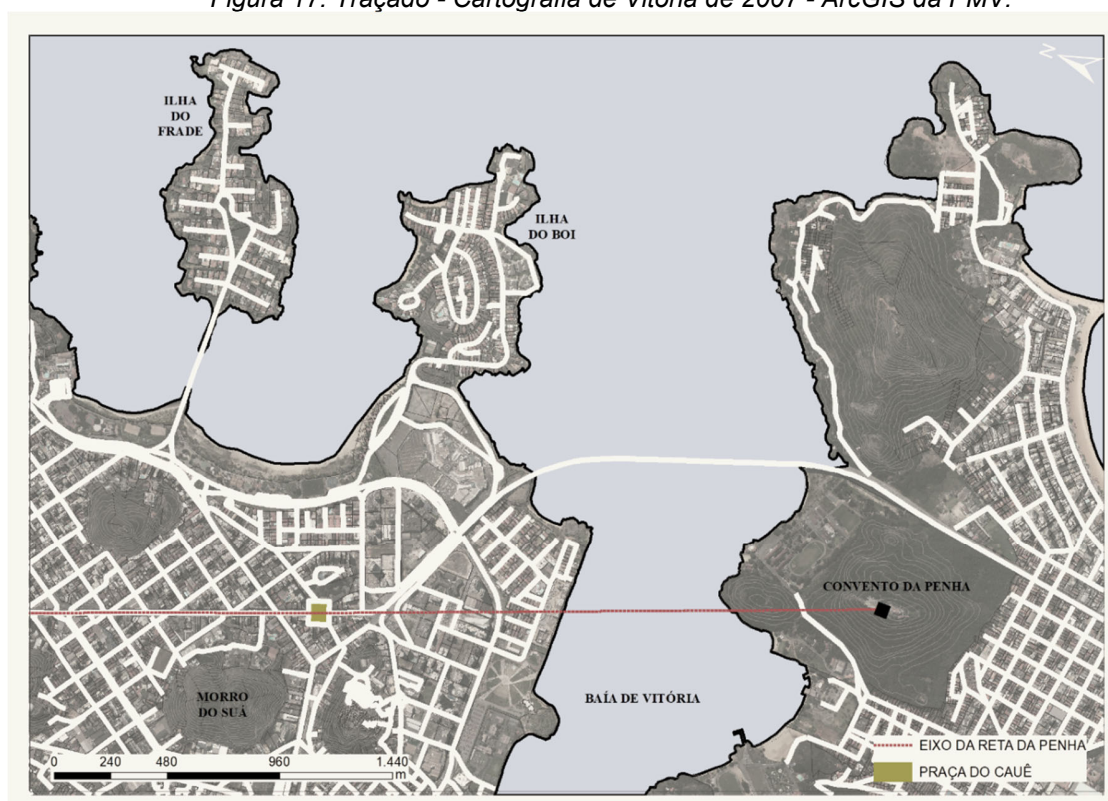 Figura 17: Traçado - Cartografia de Vitória de 2007 - ArcGIS da PMV.
N
ILHA
DO
FRADE
ILHA
DO BOI
CONVENTO DA PENHA
MORRO
DO SUÁ
BAÍA DE VITÓRIA
0 240 480 960 1.440
m
EIXO DA RETA DA PENHA
PRAÇA DO CAUÊ